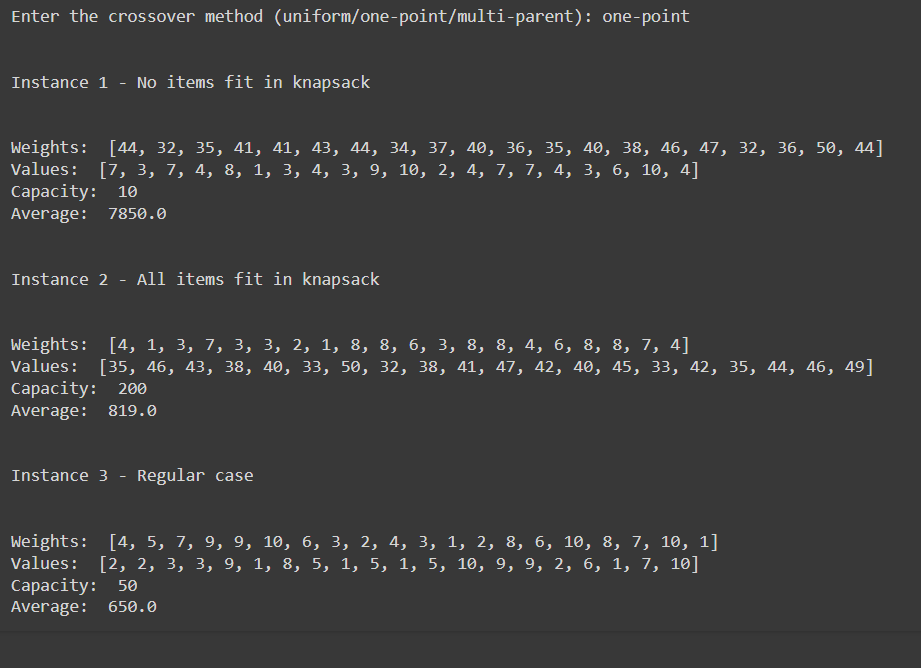 Enter the crossover method (uniform/one-point/multi-parent): one-point
Instance 1 - No items fit in knapsack
Weights:  [44, 32, 35, 41, 41, 43, 44, 34, 37, 40, 36, 35, 40, 38, 46, 47, 32, 36, 50, 44]
Values:  [7, 3, 7, 4, 8, 1, 3, 4, 3, 9, 10, 2, 4, 7, 7, 4, 3, 6, 10, 4]
Capacity:  10
Average:  7850.0
Instance 2 - All items fit in knapsack
Weights:  [4, 1, 3, 7, 3, 3, 2, 1, 8, 8, 6, 3, 8, 8, 4, 6, 8, 8, 7, 4]
Values:  [35, 46, 43, 38, 40, 33, 50, 32, 38, 41, 47, 42, 40, 45, 33, 42, 35, 44, 46, 49]
Capacity:  200
Average:  819.0
Instance 3 - Regular case
Weights:  [4, 5, 7, 9, 9, 10, 6, 3, 2, 4, 3, 1, 2, 8, 6, 10, 8, 7, 10, 1]
Values:  [2, 2, 3, 3, 9, 1, 8, 5, 1, 5, 1, 5, 10, 9, 9, 2, 6, 1, 7, 10]
Capacity:  50
Average:  650.0